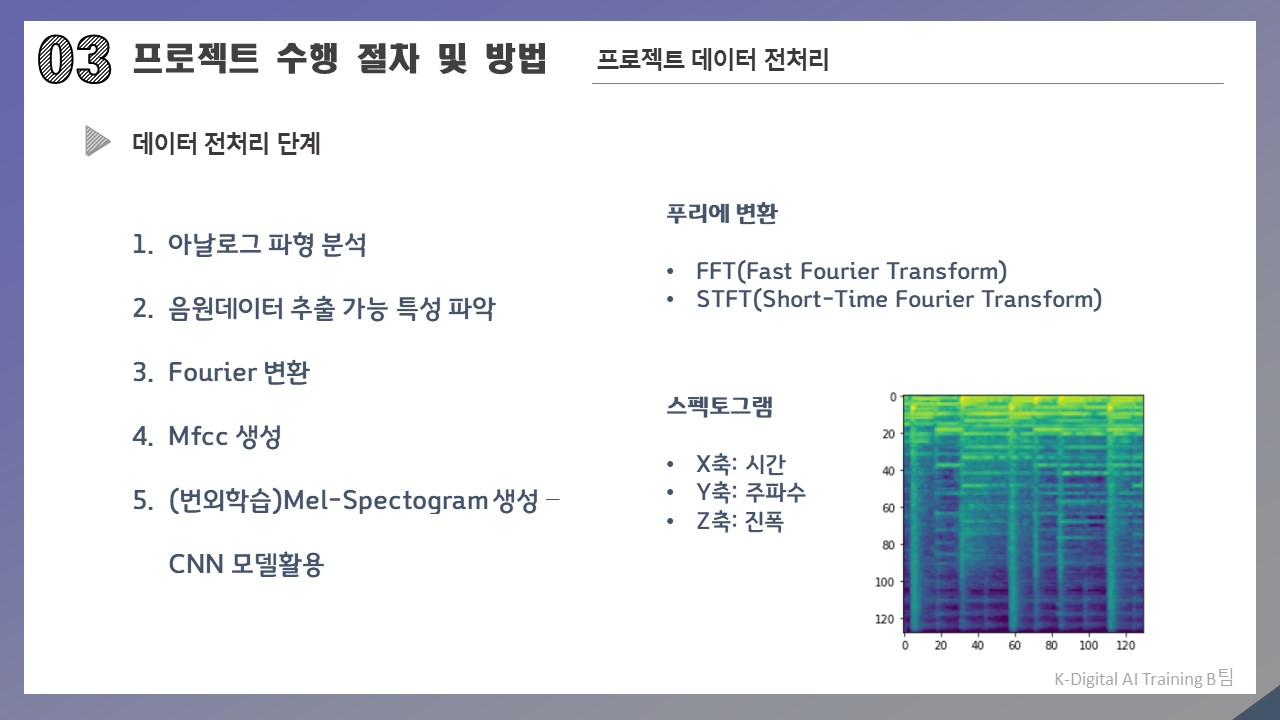 03 프로젝트 수행 절차 및 방법
프로젝트 데이터 전처리
데이터 전처리 단계
1. 아날로그 파형 분석
2. 음원데이터 추출 가능 특성 파악
3. Fourier 변환
4. Mfcc 생성
5. (번외학습)Mel-Spectogram 생성 –
CNN 모델활용
푸리에 변환
• FFT(Fast Fourier Transform)
• STFT(Short-Time Fourier Transform)
스펙토그램
• X축: 시간
• Y축: 주파수
• Z축: 진폭
0
20
40
60
80
100
120
0 20 40 60 80 100 120
K-Digital AI Training B팀